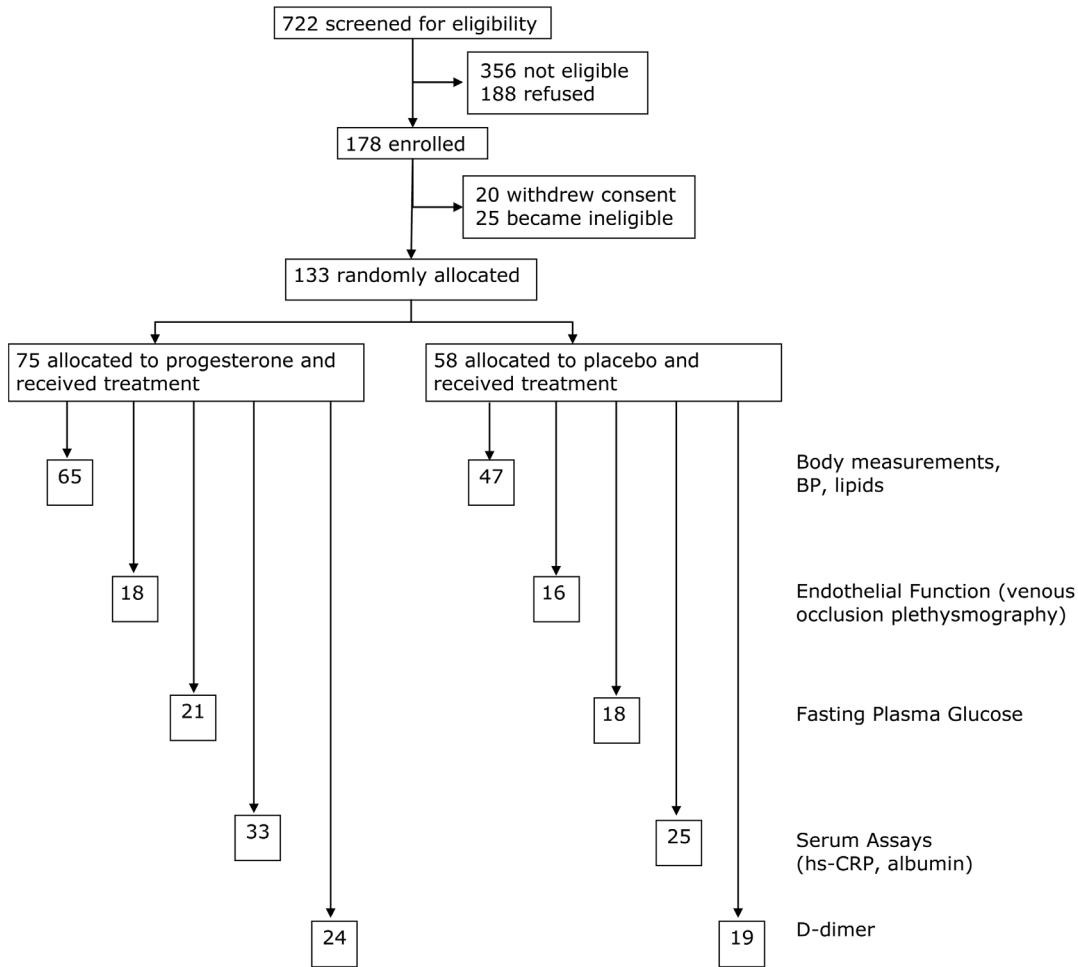 722 screened for eligibility
356 not eligible
188 refused
178 enrolled
20 withdrew consent
25 became ineligible
133 randomly allocated
75 allocated to progesterone and
received treatment
58 allocated to placebo and
received treatment
65
47
Body measurements,
BP, lipids
18
16
Endothelial Function (venous
occlusion plethysmography)
21
18
Fasting Plasma Glucose
33
25
Serum Assays
(hs-CRP, albumin)
24
19
D-dimer